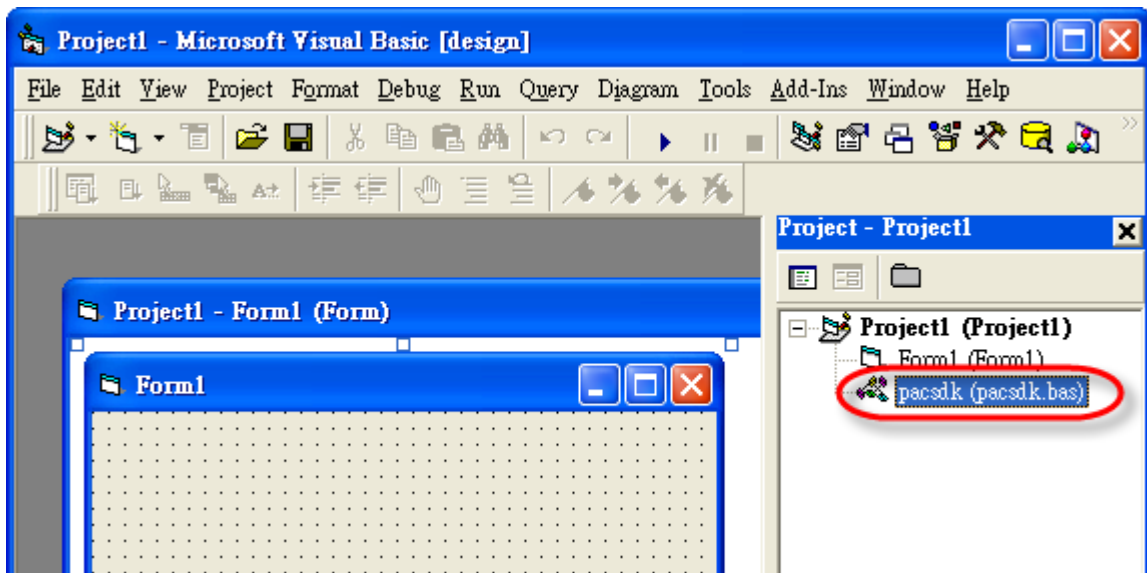 Project1 - Microsoft Visual Basic [design]
File Edit View Project Format Debug Run Query Diagram Tools Add-Ins Window Help
Project - Project1
Project1 - Form1 (Form)
Project1 (Project1)
Form1 (Form1)
pacsdk (pacsdk.bas)
Form1